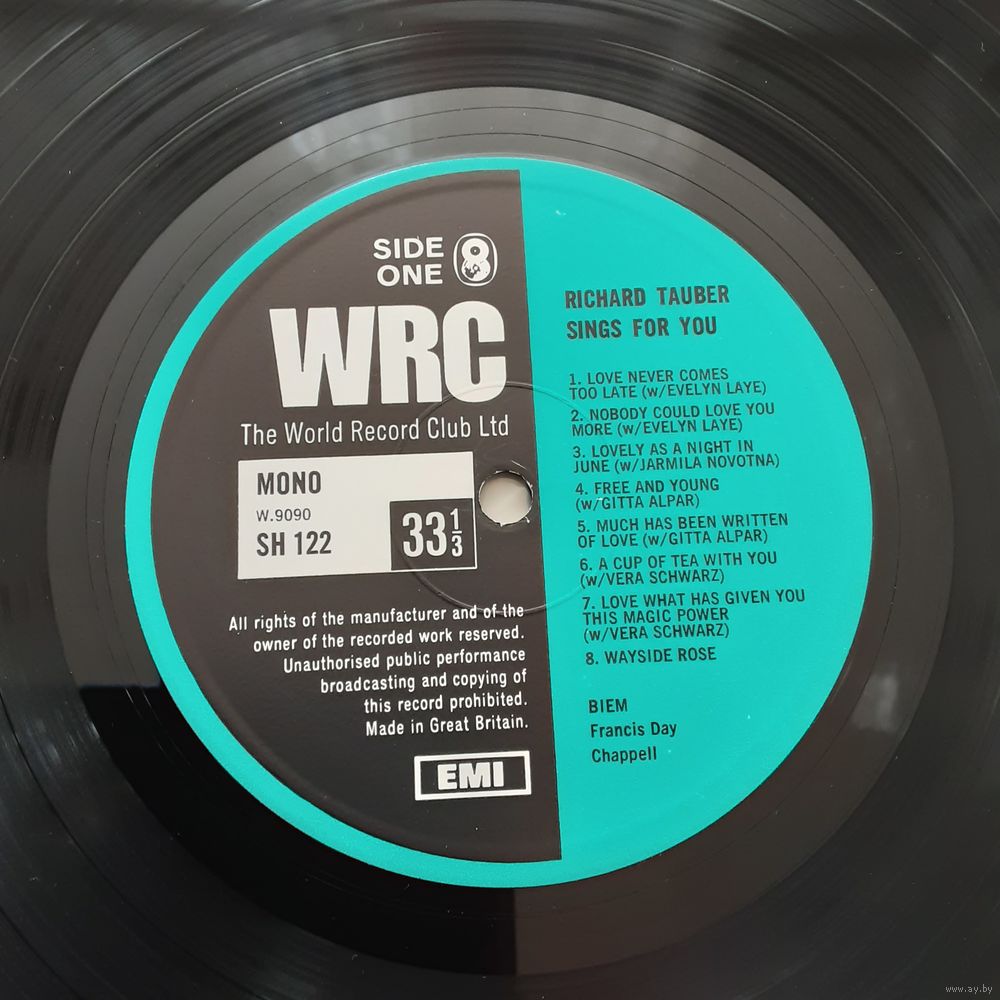 SIDE
ONE
WRC
The World Record Club Ltd
MONO
W.9090
SH 122
33 1/3
All rights of the manufacturer and of the
owner of the recorded work reserved.
Unauthorised public performance
broadcasting and copying of
this record prohibited.
Made in Great Britain.
EMI
RICHARD TAUBER
SINGS FOR YOU
1. LOVE NEVER COMES
TOO LATE (w/EVELYN LAYE)
2. NOBODY COULD LOVE YOU
MORE (w/EVELYN LAYE)
3. LOVELY AS A NIGHT IN
JUNE (w/JARMILA NOVOTNA)
4. FREE AND YOUNG
(w/GITTA ALPAR)
5. MUCH HAS BEEN WRITTEN
OF LOVE (w/GITTA ALPAR)
6. A CUP OF TEA WITH YOU
(w/VERA SCHWARZ)
7. LOVE WHAT HAS GIVEN YOU
THIS MAGIC POWER
(w/VERA SCHWARZ)
8. WAYSIDE ROSE
BIEM
Francis Day
Chappell
www.ay.by